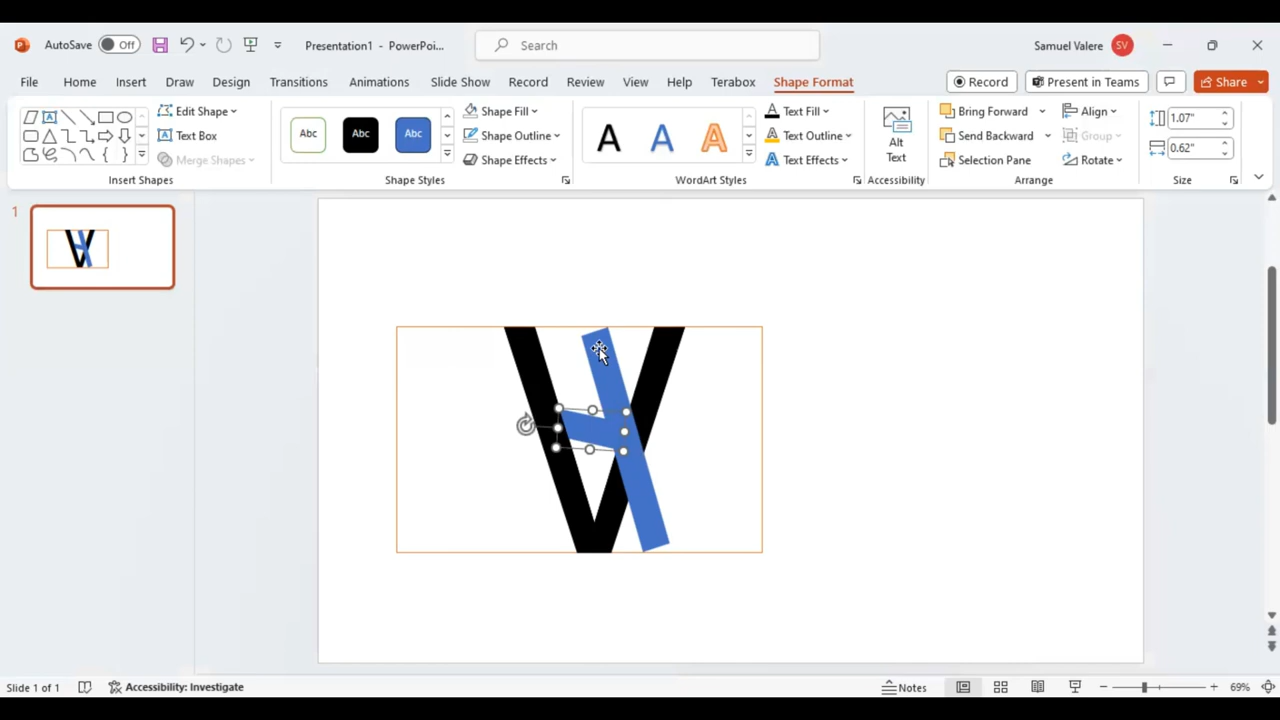 AutoSave Off Presentation1 - PowerPoi... Search Samuel Valere SV
File Home Insert Draw Design Transitions Animations Slide Show Record Review View Help Terabox Shape Format Record Present in Teams Share
Edit Shape Abc Abc Abc Shape Fill A A A Text Fill Bring Forward Align 1.07"
Text Box Shape Outline Text Outline Alt Text Send Backward Group 0.62"
Merge Shapes Shape Effects Text Effects Selection Pane Rotate
Insert Shapes Shape Styles WordArt Styles Accessibility Arrange Size
1
Slide 1 of 1 Accessibility: Investigate Notes 69%